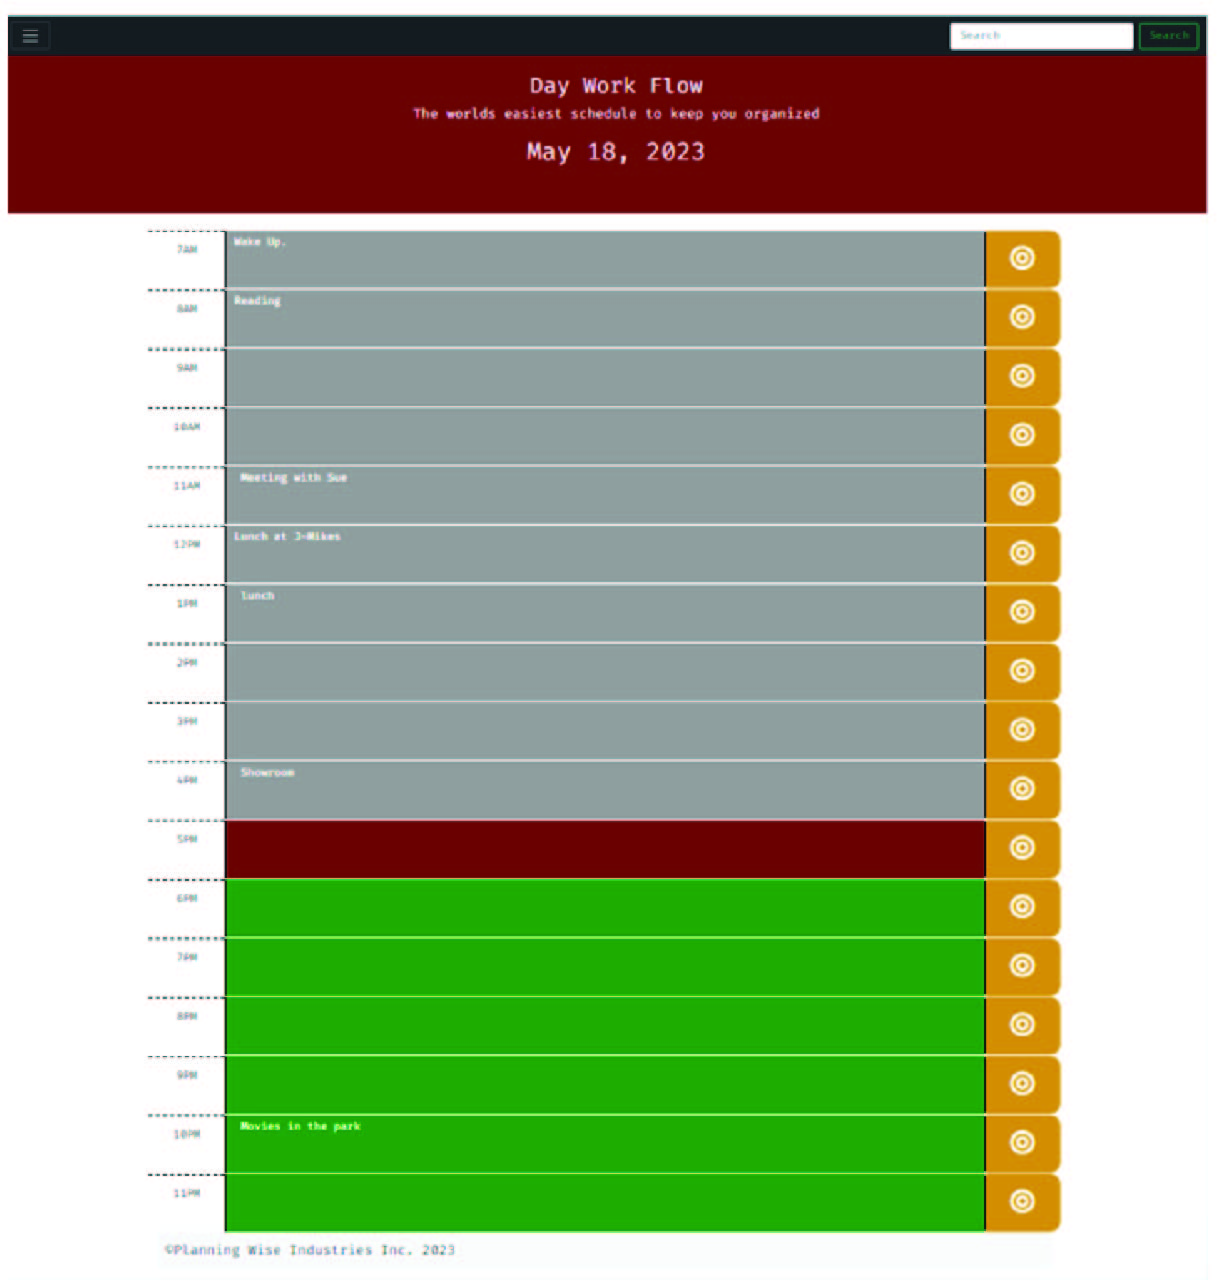 Search Search
Day Work Flow
The worlds easiest schedule to keep you organized
May 18, 2023
7AM Wake Up.
8AM Reading
9AM
10AM
11AM Meeting with Sue
12PM Lunch at J-Mikes
1PM lunch
2PM
3PM
4PM Showroom
5PM
6PM
7PM
8PM
9PM
10PM Movies in the park
11PM
©Planning Wise Industries Inc. 2023